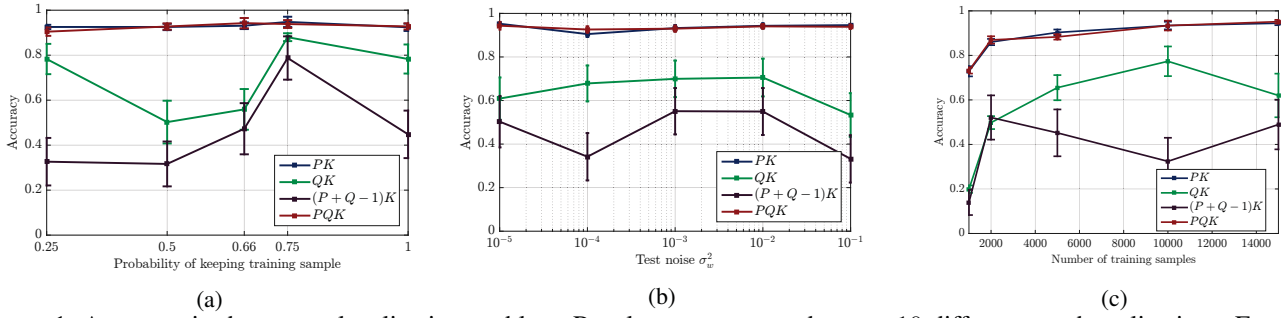 1
0.8
0.6
0.4
0.2
0
Accuracy
0.25
0.5
0.66
0.75
1
Probability of keeping training sample
PK
QK
(P + Q − 1)K
PQK
(a)
1
0.8
0.6
0.4
0.2
0
Accuracy
10⁻⁵
10⁻⁴
10⁻³
10⁻²
10⁻¹
Test noise σ²_w
PK
QK
(P + Q − 1)K
PQK
(b)
1
0.8
0.6
0.4
0.2
0
Accuracy
2000
4000
6000
8000
10000
12000
14000
Number of training samples
PK
QK
(P + Q − 1)K
PQK
(c)